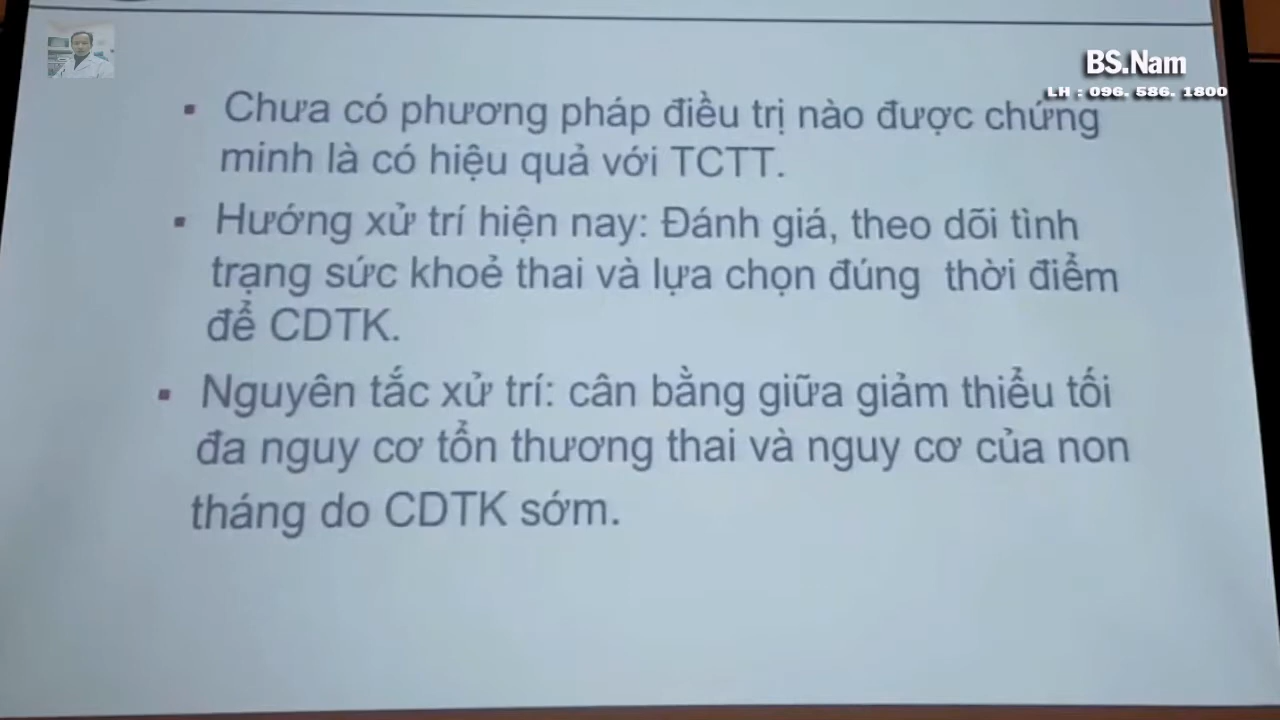 BS.Nam
LH : 096. 586. 1800
▪ Chưa có phương pháp điều trị nào được chứng
minh là có hiệu quả với TCTT.
▪ Hướng xử trí hiện nay: Đánh giá, theo dõi tình
trạng sức khoẻ thai và lựa chọn đúng thời điểm
để CDTK.
▪ Nguyên tắc xử trí: cân bằng giữa giảm thiểu tối
đa nguy cơ tổn thương thai và nguy cơ của non
tháng do CDTK sớm.